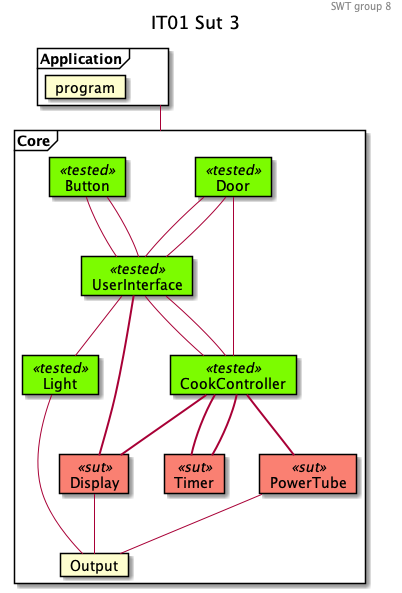 SWT group 8
IT01 Sut 3
Application
program
Core
«tested»
Button
«tested»
Door
«tested»
UserInterface
«tested»
Light
«tested»
CookController
«sut»
Display
«sut»
Timer
«sut»
PowerTube
Output